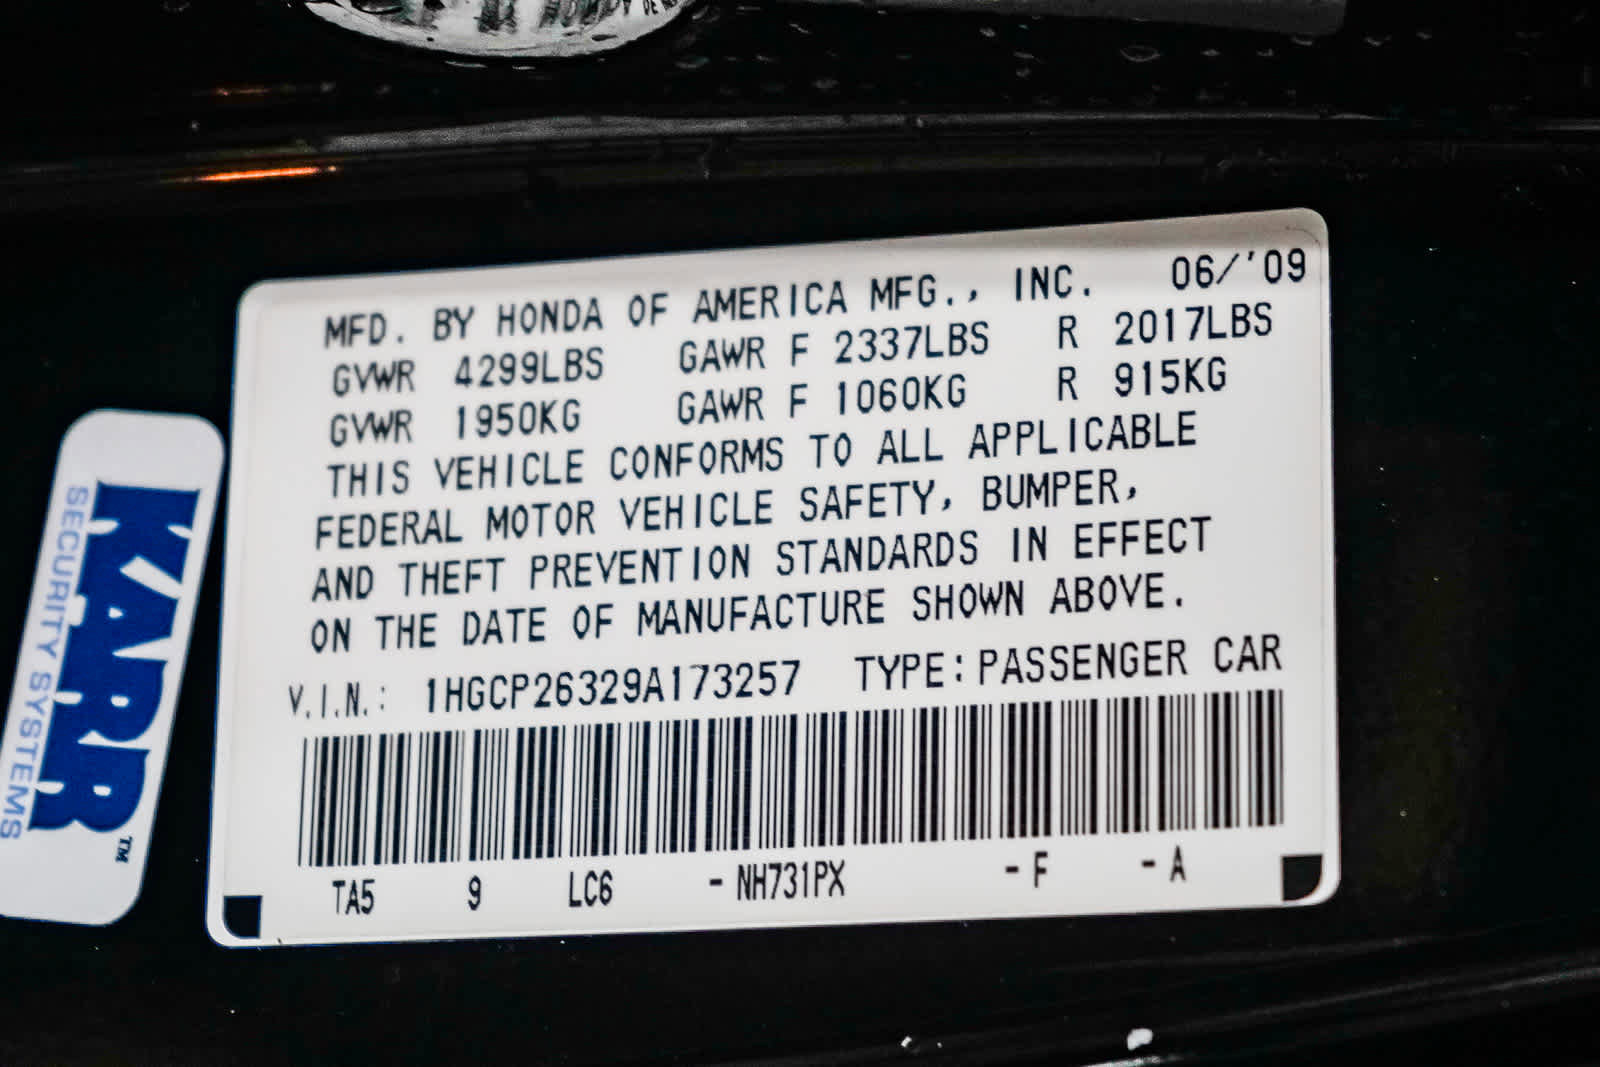 MFD. BY HONDA OF AMERICA MFG., INC. 06/'09
GVWR 4299LBS GAWR F 2337LBS R 2017LBS
GVWR 1950KG GAWR F 1060KG R 915KG
THIS VEHICLE CONFORMS TO ALL APPLICABLE
FEDERAL MOTOR VEHICLE SAFETY, BUMPER,
AND THEFT PREVENTION STANDARDS IN EFFECT
ON THE DATE OF MANUFACTURE SHOWN ABOVE.
V.I.N.: 1HGCP26329A173257 TYPE: PASSENGER CAR
TA5 9 LC6 - NH731PX - F - A
KARR™
SECURITY SYSTEMS